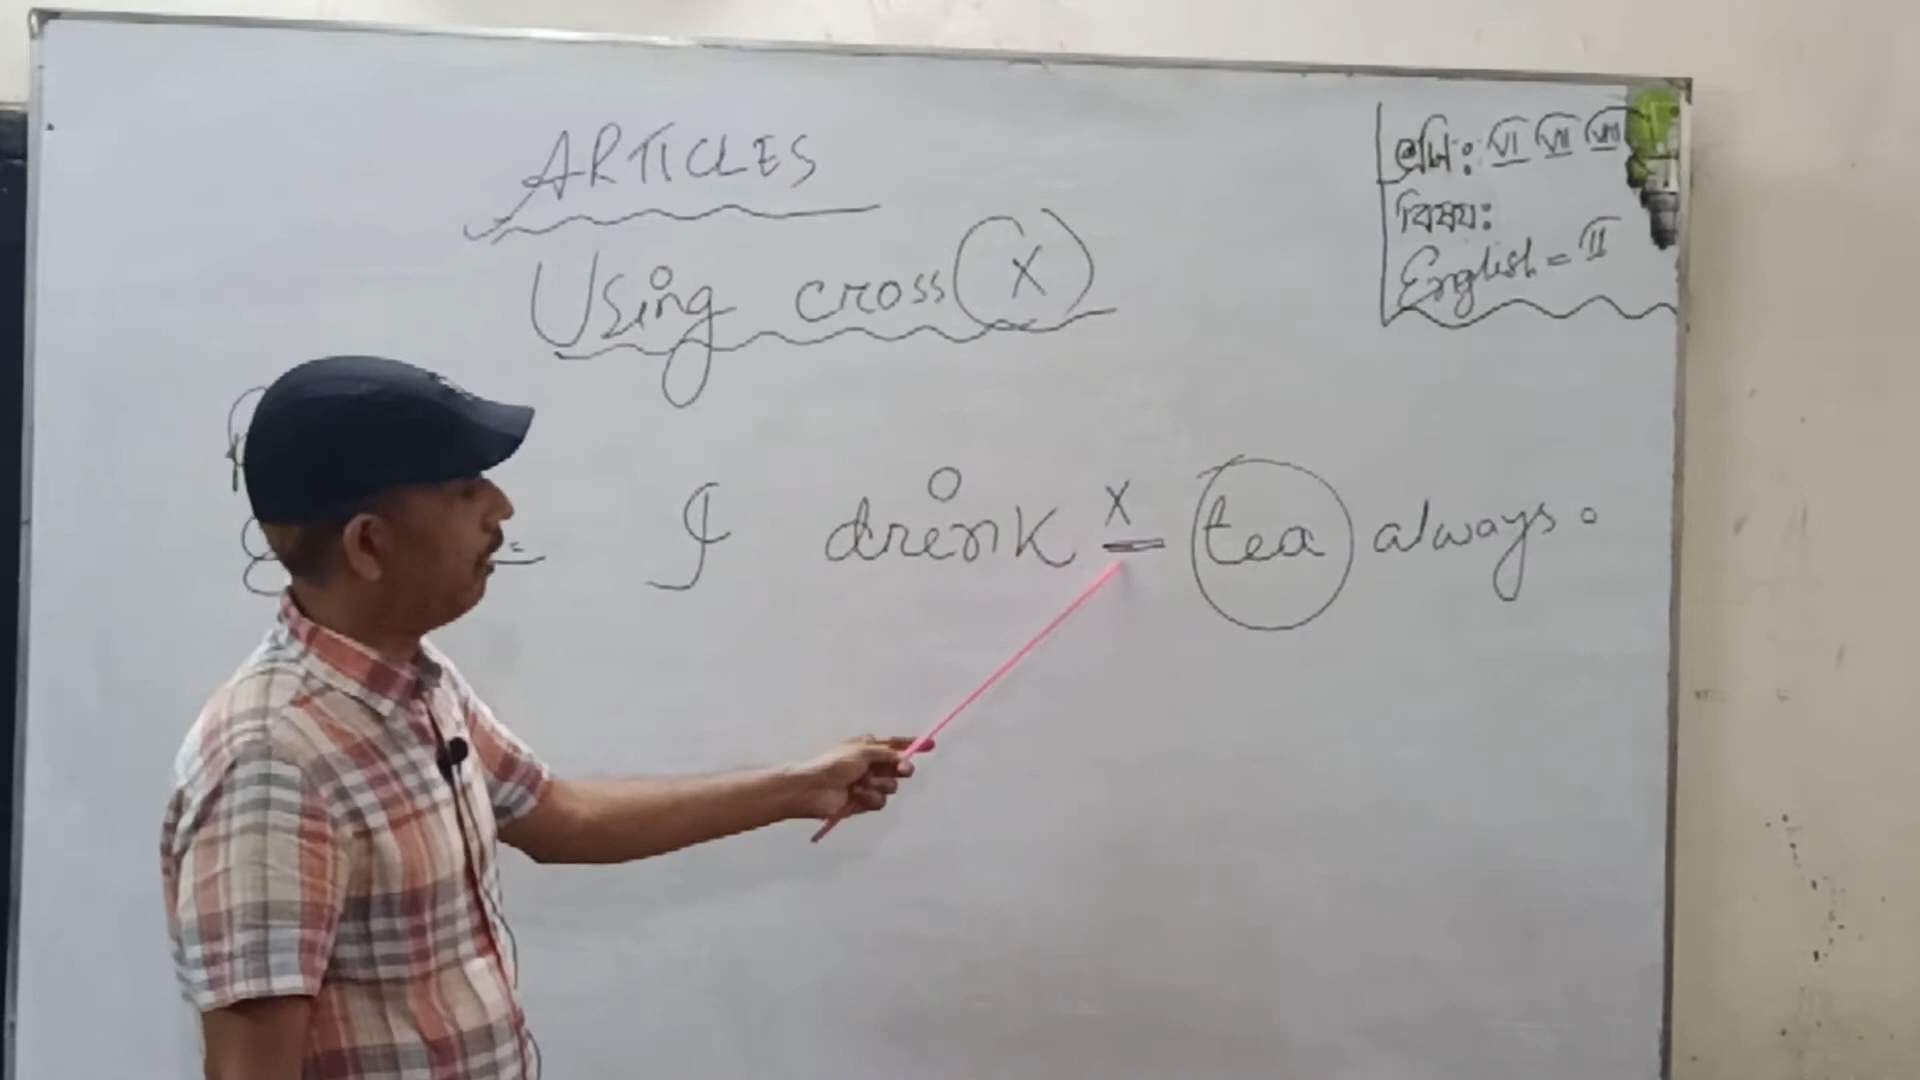 ARTICLES
Using cross (X)
শ্রেণি: VI VII VIII
বিষয়:
English = II
I drink X tea always.